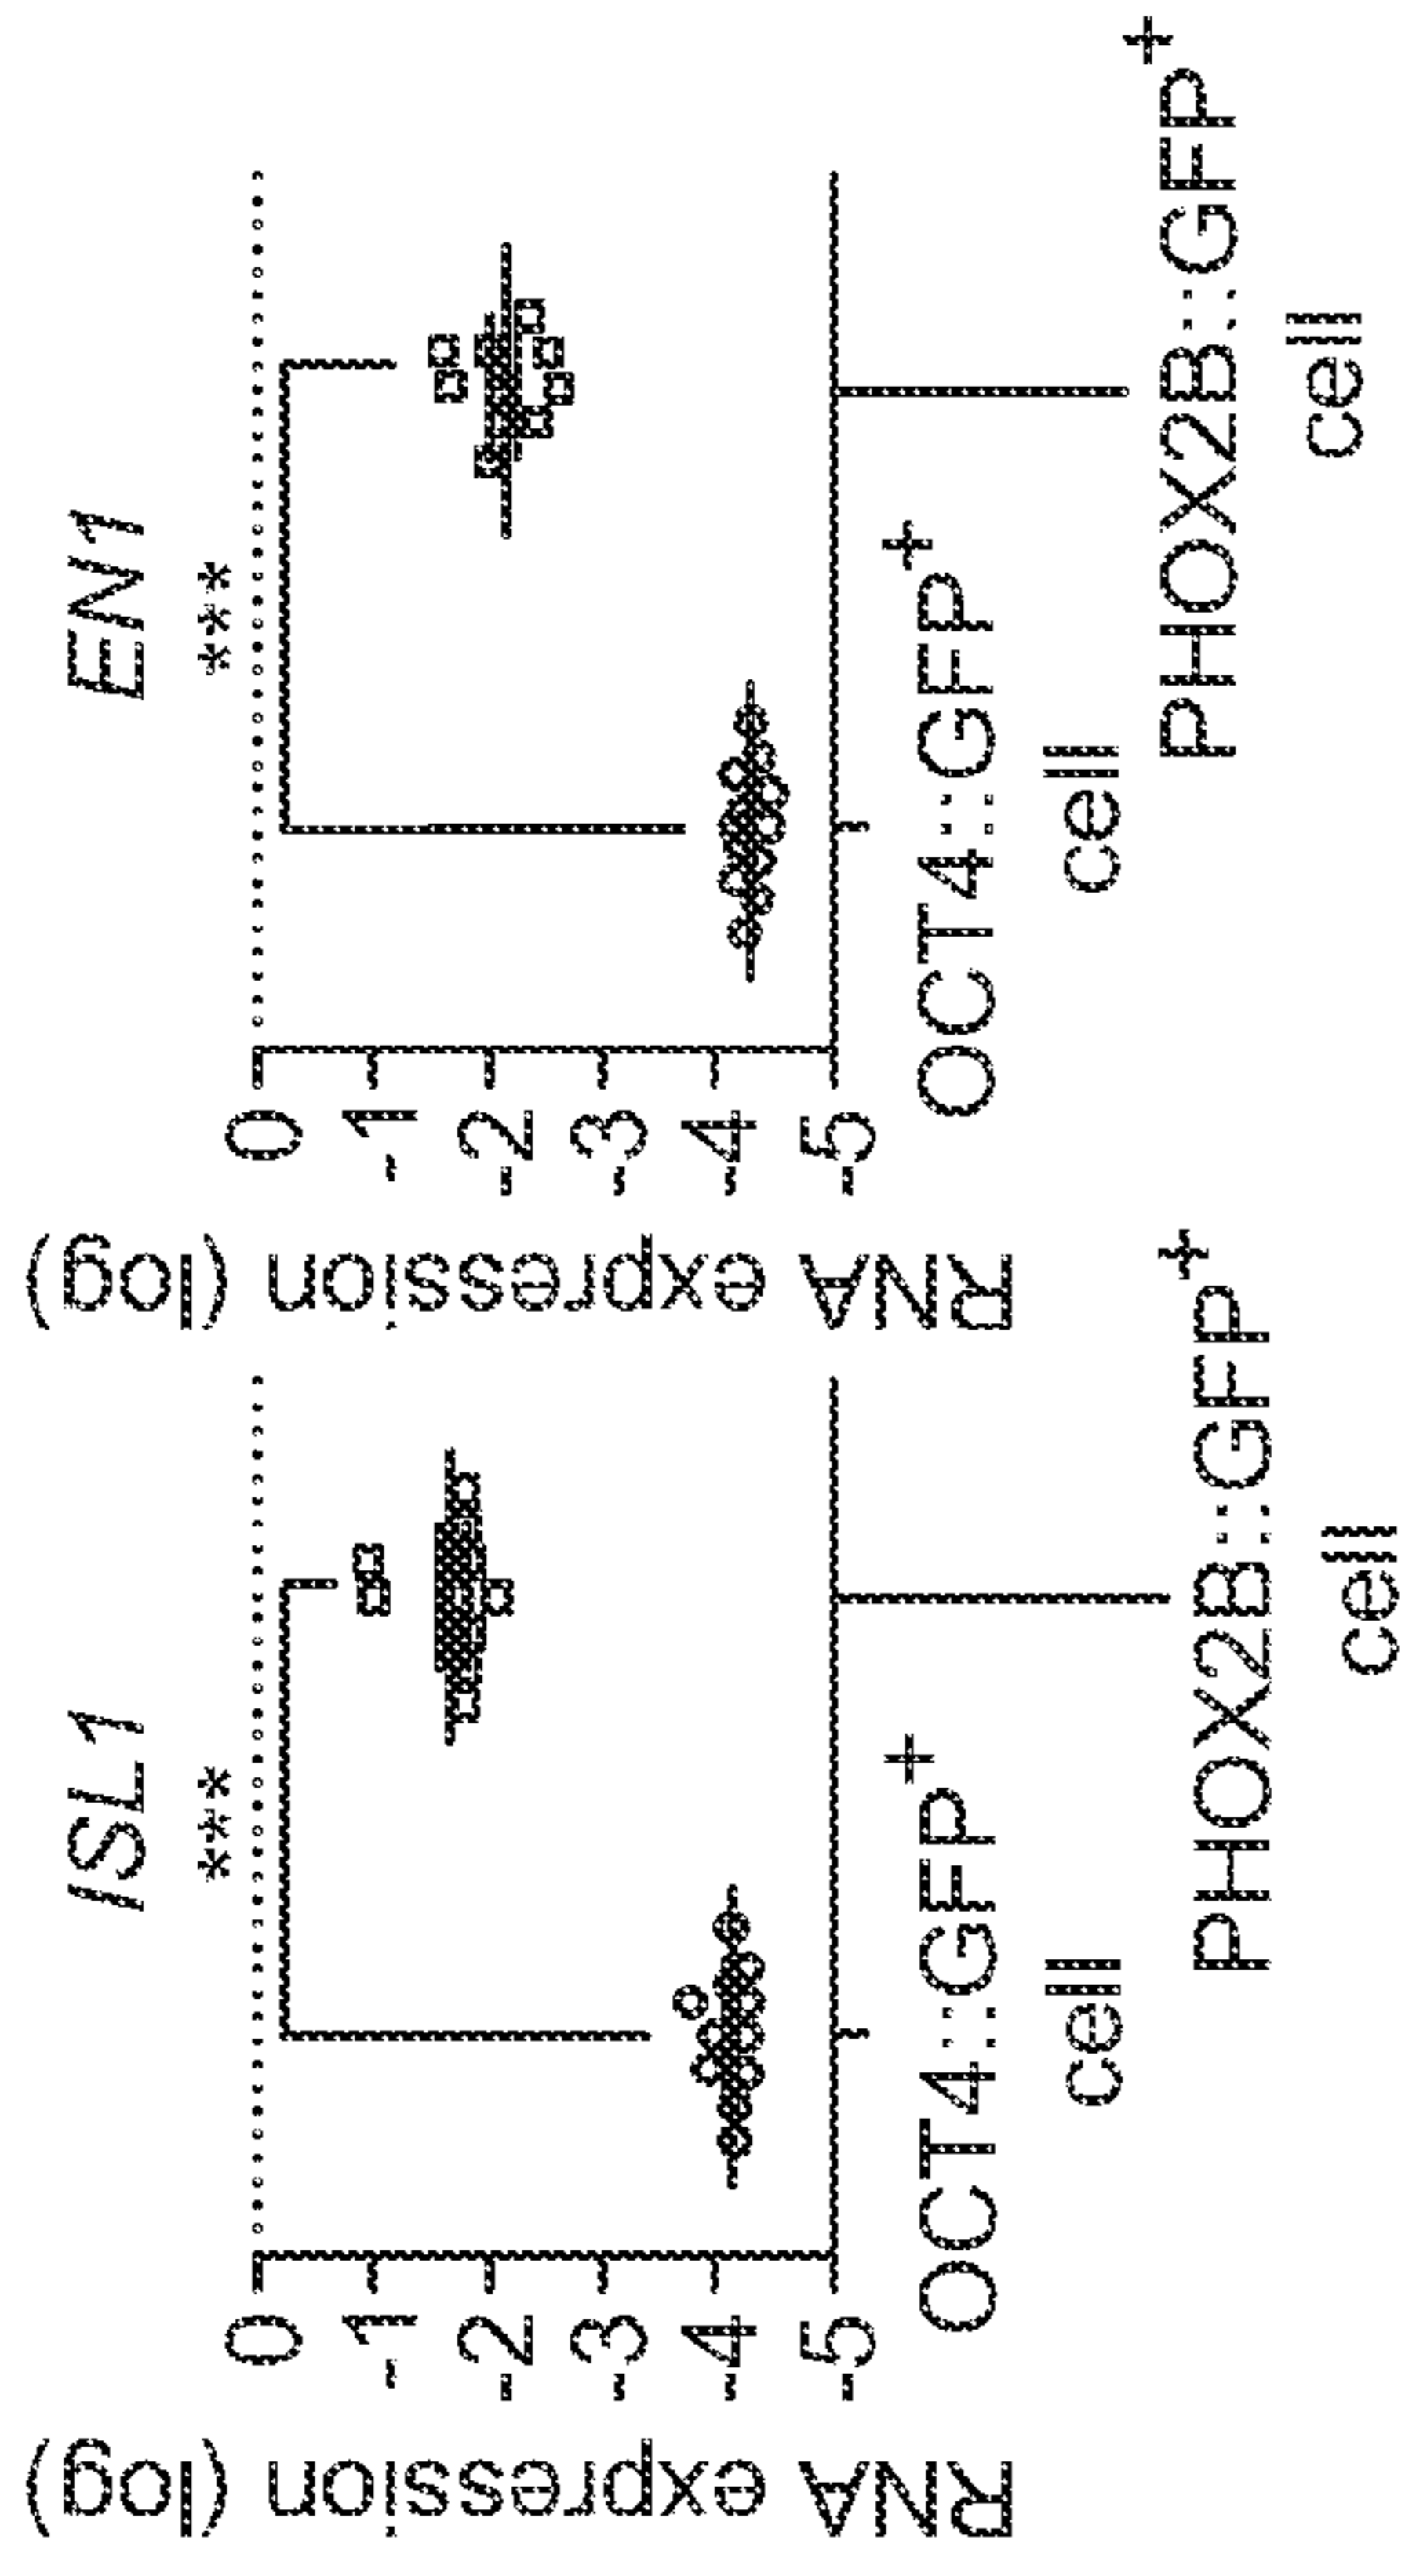 ISL1
***
RNA expression (log)
0
-1
-2
-3
-4
-5
OCT4::GFP+
cell
PHOX2B::GFP+
cell
EN1
***
RNA expression (log)
0
-1
-2
-3
-4
-5
OCT4::GFP+
cell
PHOX2B::GFP+
cell